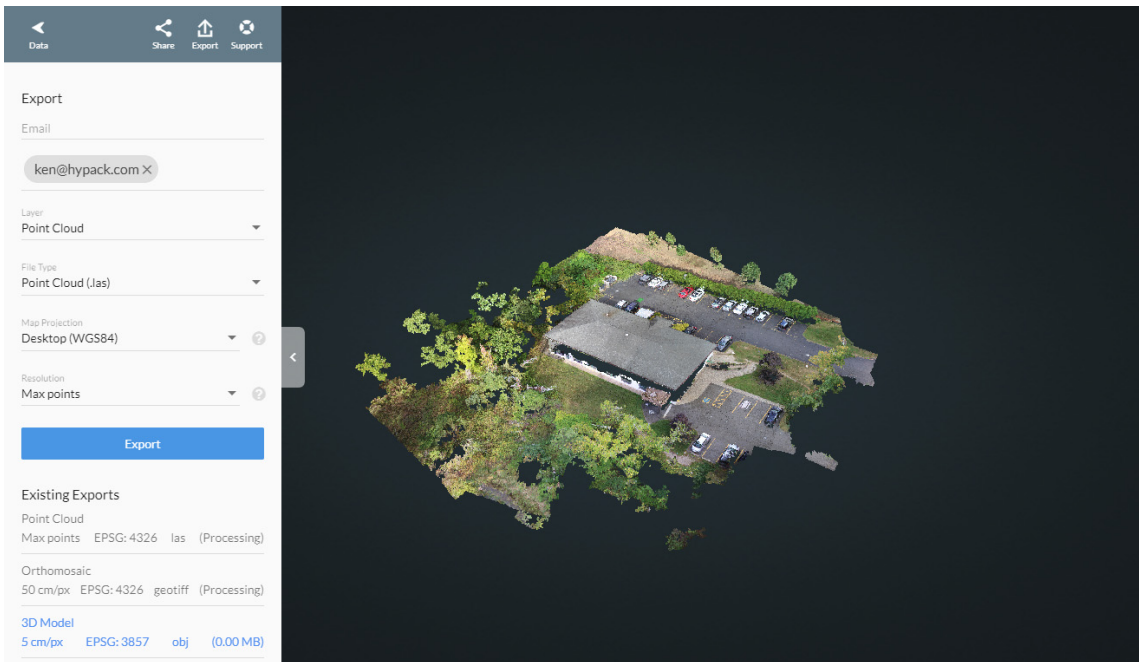 Data Share Export Support
Export
Email
ken@hypack.com ×
Layer
Point Cloud
File Type
Point Cloud (.las)
Map Projection
Desktop (WGS84)
?
Resolution
Max points
?
Export
Existing Exports
Point Cloud
Max points EPSG: 4326 las (Processing)
Orthomosaic
50 cm/px EPSG: 4326 geotiff (Processing)
3D Model
5 cm/px EPSG: 3857 obj (0.00 MB)